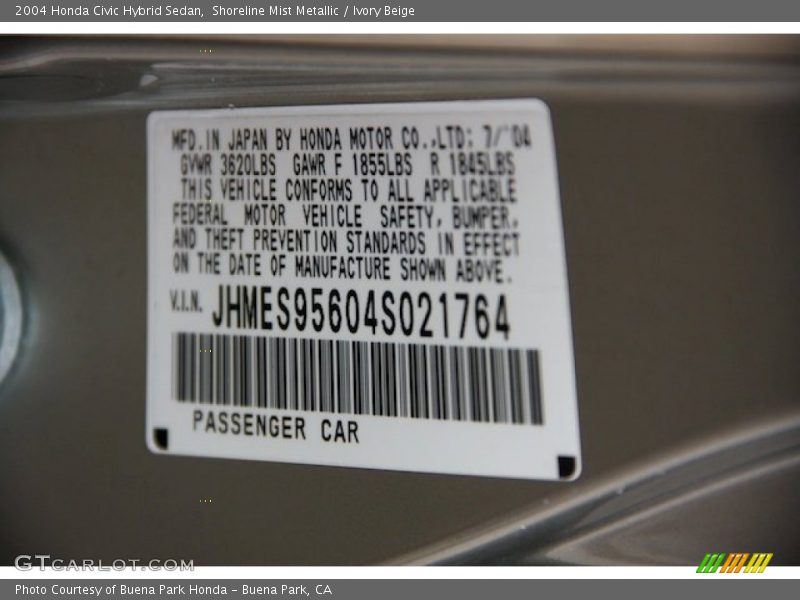 2004 Honda Civic Hybrid Sedan,  Shoreline Mist Metallic / Ivory Beige
MFD. IN JAPAN BY HONDA MOTOR CO.,LTD: 7/'04
GVWR 3620LBS  GAWR F 1855LBS  R 1845LBS
THIS VEHICLE CONFORMS TO ALL APPLICABLE
FEDERAL MOTOR VEHICLE SAFETY, BUMPER,
AND THEFT PREVENTION STANDARDS IN EFFECT
ON THE DATE OF MANUFACTURE SHOWN ABOVE.
V.I.N. JHMES95604S021764
PASSENGER CAR
GTCARLOT.COM
Photo Courtesy of Buena Park Honda - Buena Park, CA